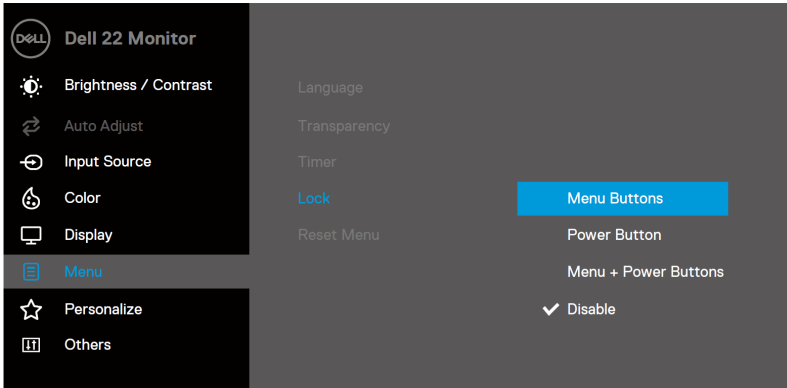 DELL
Dell 22 Monitor
Brightness / Contrast
Auto Adjust
Input Source
Color
Display
Menu
Personalize
Others
Language
Transparency
Timer
Lock
Reset Menu
Menu Buttons
Power Button
Menu + Power Buttons
Disable